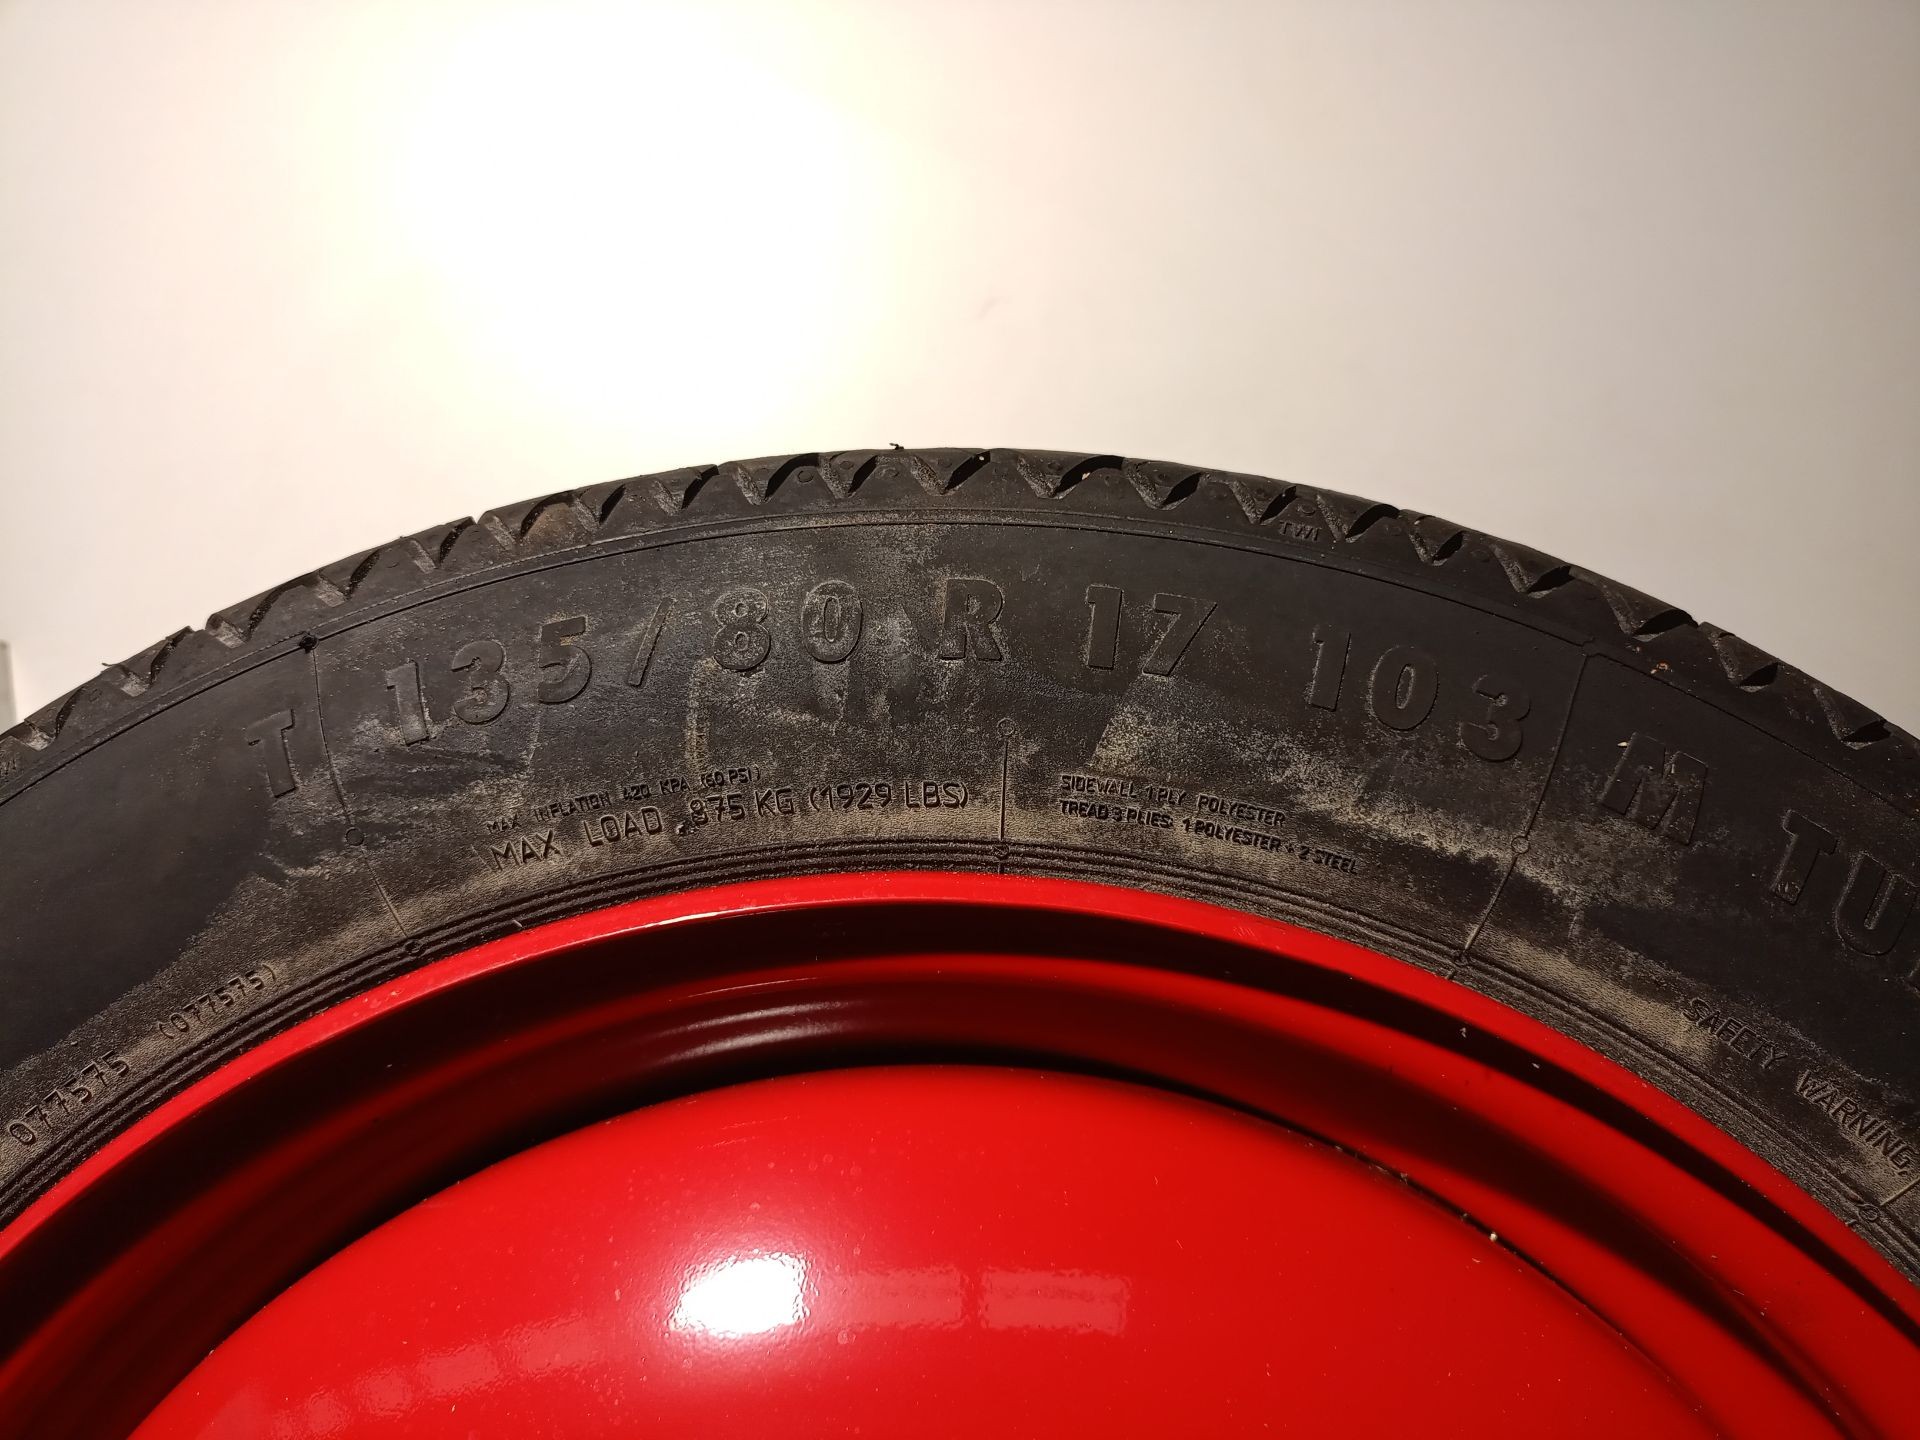 TWI
T 135/80 R 17 103 M TU
MAX INFLATION 420 KPA (60 PSI)
MAX LOAD 875 KG (1929 LBS)
SIDEWALL 1 PLY POLYESTER
TREAD 3 PLIES: 1 POLYESTER + 2 STEEL
077575 (077575)
SAFETY WARNING